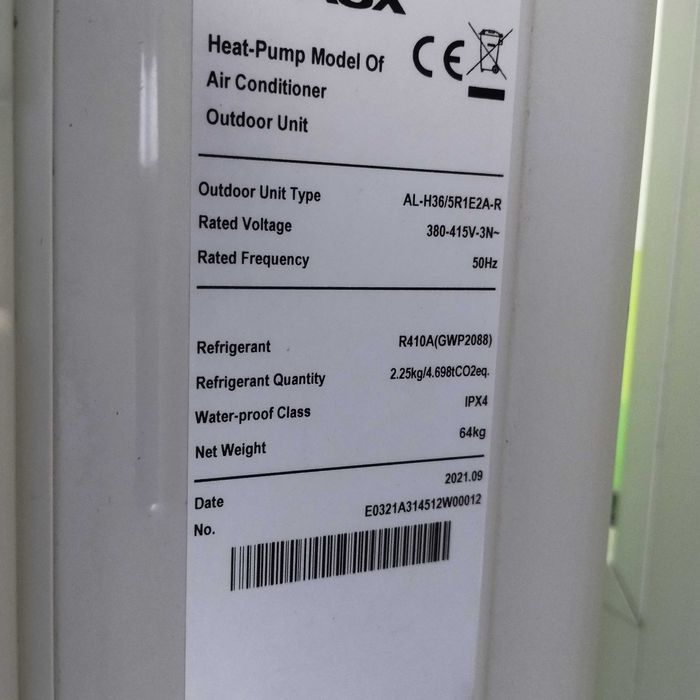 Heat-Pump Model Of
Air Conditioner
Outdoor Unit
CE
Outdoor Unit Type AL-H36/5R1E2A-R
Rated Voltage 380-415V-3N~
Rated Frequency 50Hz
Refrigerant R410A(GWP2088)
Refrigerant Quantity 2.25kg/4.698tCO2eq.
Water-proof Class IPX4
Net Weight 64kg
Date 2021.09
No. E0321A314512W00012